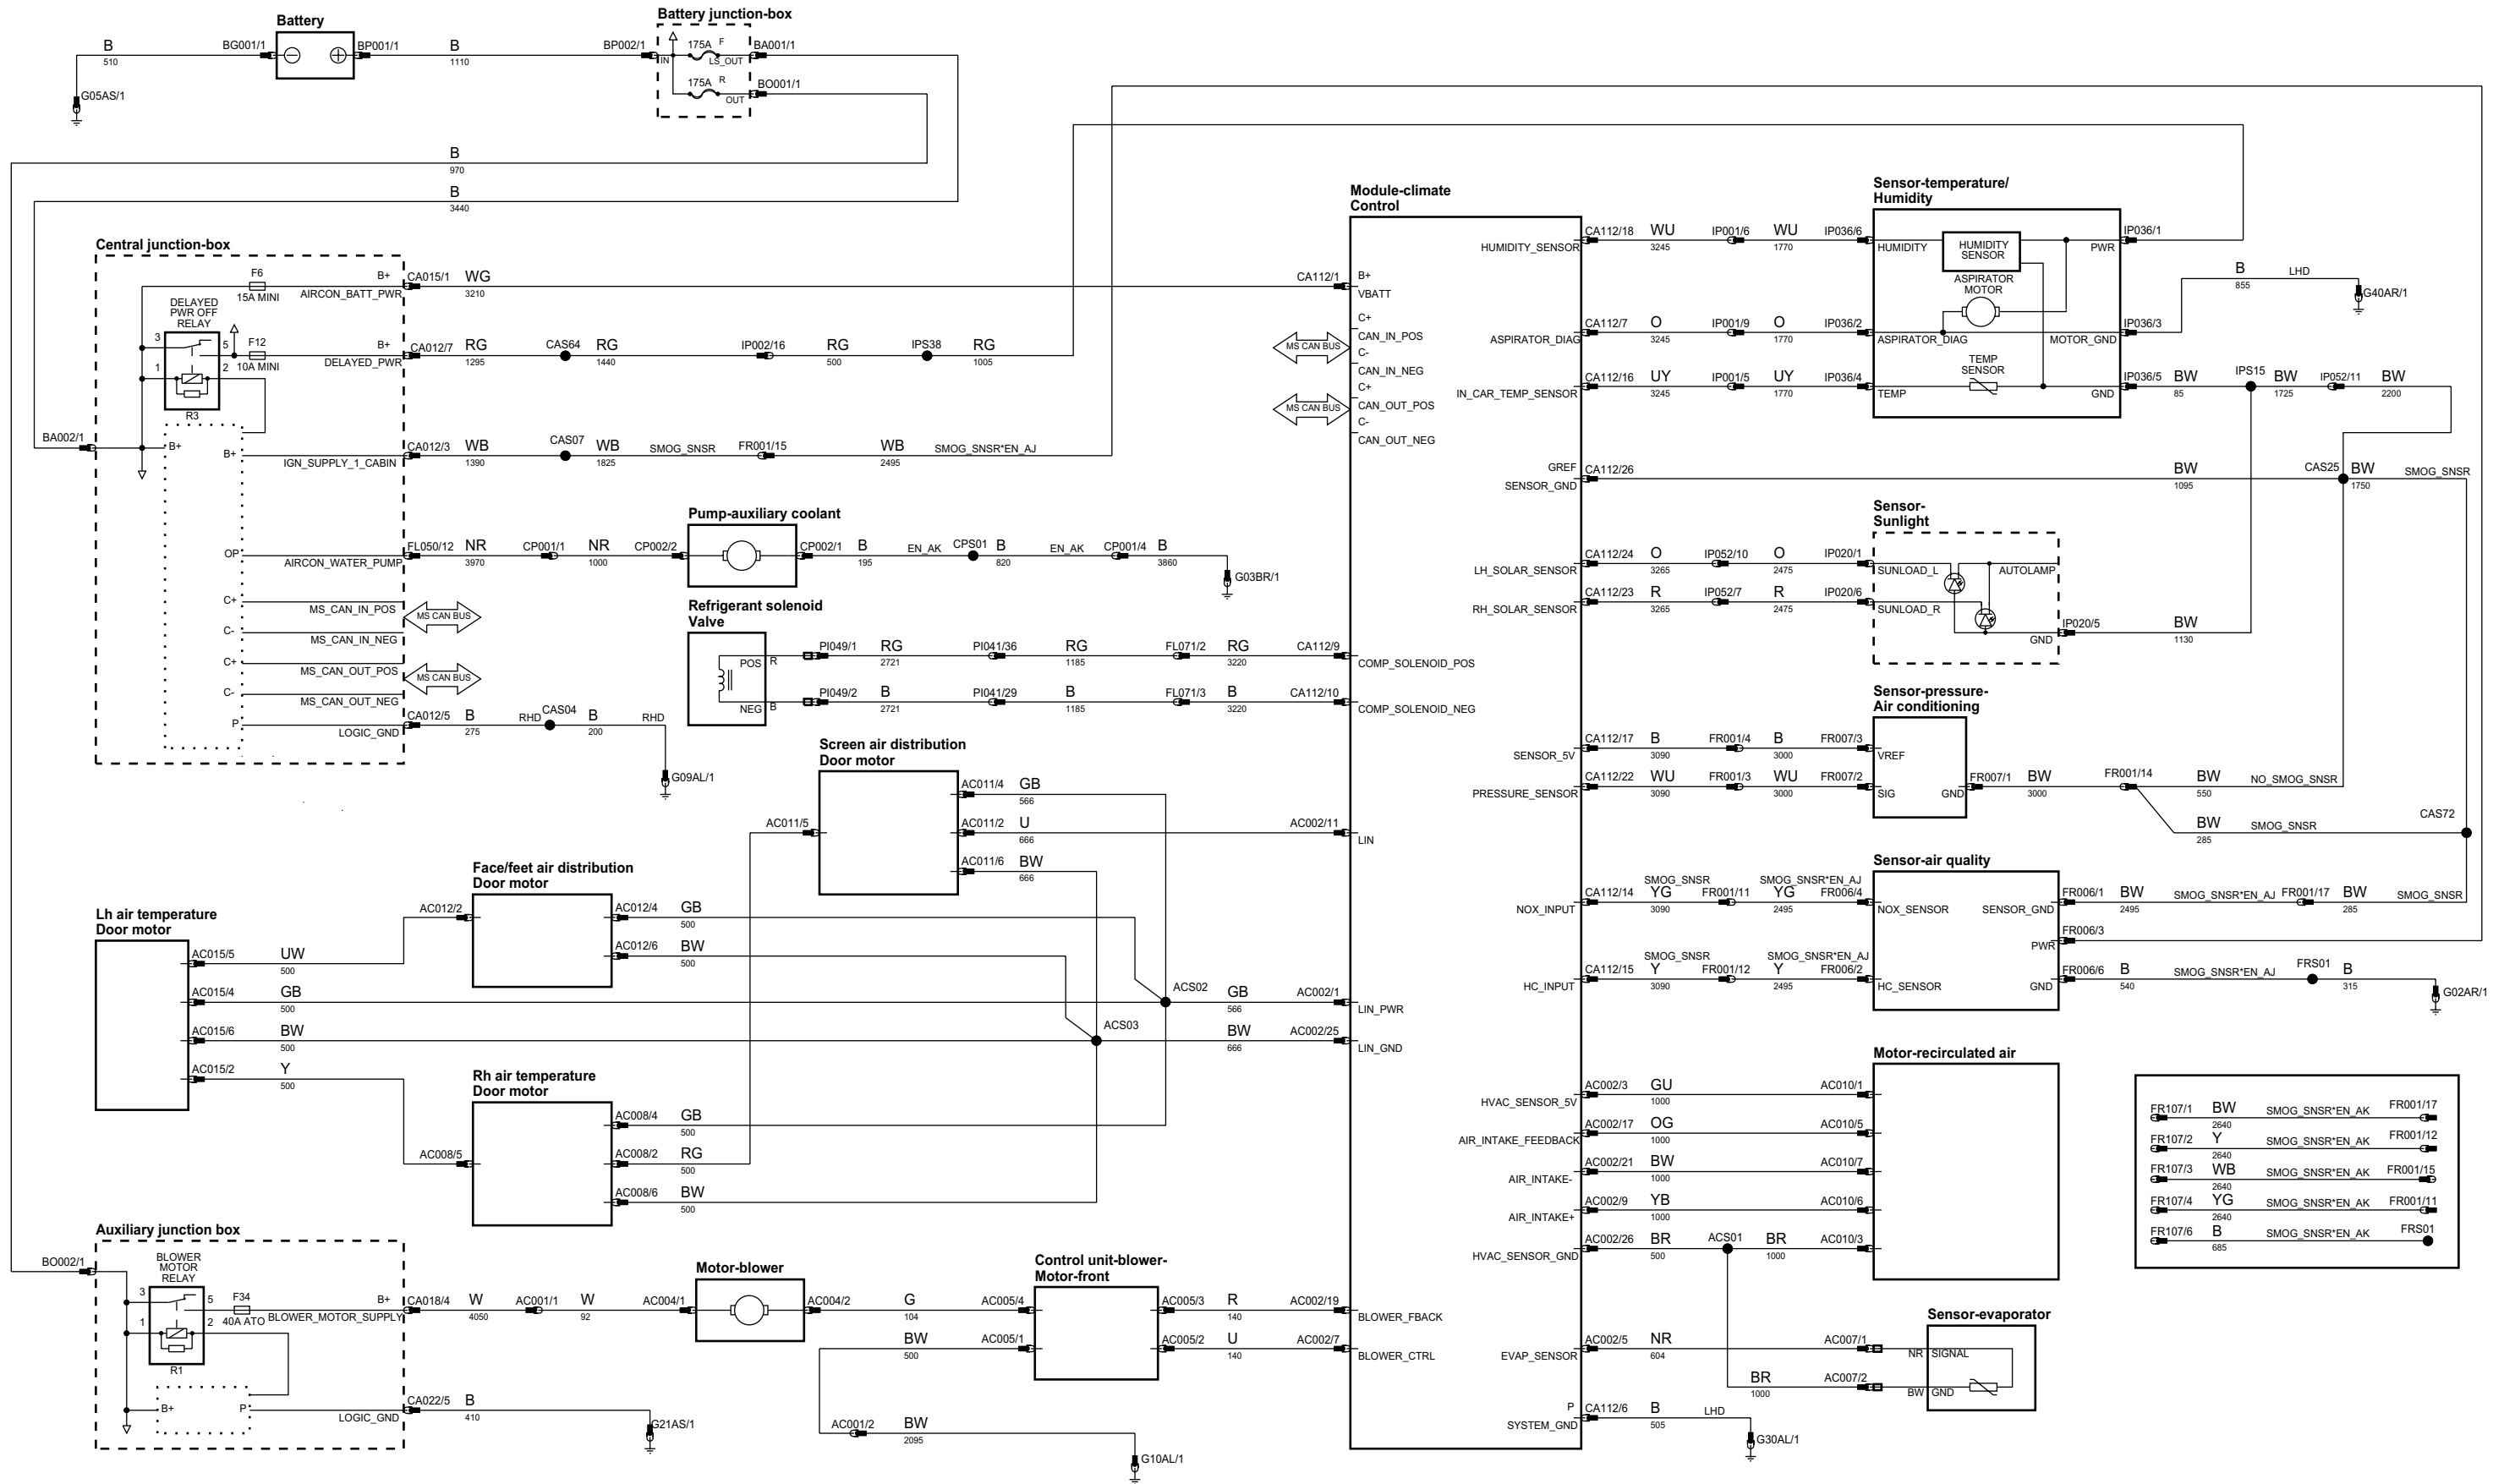 Battery
Battery junction-box
B
510
BG001/1
BP001/1
B
1110
BP002/1
IN
175A F
LS_OUT
BA001/1
175A R
OUT
BO001/1
G05AS/1
B
970
B
3440
Central junction-box
F6
15A MINI
B+
AIRCON_BATT_PWR
CA015/1
WG
3210
CA112/1
DELAYED
PWR OFF
RELAY
3
5
1
2
R3
F12
10A MINI
B+
DELAYED_PWR
CA012/7
RG
1295
CAS64
RG
1440
IP002/16
RG
500
IPS38
RG
1005
BA002/1
B+
B+
IGN_SUPPLY_1_CABIN
CA012/3
WB
1390
CAS07
WB
1825
SMOG_SNSR
FR001/15
WB
2495
SMOG_SNSR*EN_AJ
OP
AIRCON_WATER_PUMP
FL050/12
NR
3970
CP001/1
NR
1000
CP002/2
Pump-auxiliary coolant
CP002/1
B
195
EN_AK
CPS01
B
820
EN_AK
CP001/4
B
3860
G03BR/1
C+
MS_CAN_IN_POS
C-
MS_CAN_IN_NEG
MS CAN BUS
C+
MS_CAN_OUT_POS
C-
MS_CAN_OUT_NEG
MS CAN BUS
P
LOGIC_GND
CA012/5
B
275
RHD
CAS04
B
200
RHD
G09AL/1
Refrigerant solenoid
Valve
POS
R
PI049/1
RG
2721
PI041/36
RG
1185
FL071/2
RG
3220
CA112/9
NEG
B
PI049/2
B
2721
PI041/29
B
1185
FL071/3
B
3220
CA112/10
Screen air distribution
Door motor
AC011/5
AC011/4
GB
566
AC011/2
U
666
AC002/11
AC011/6
BW
666
Face/feet air distribution
Door motor
AC012/2
AC012/4
GB
500
AC012/6
BW
500
Lh air temperature
Door motor
AC015/5
UW
500
AC015/4
GB
500
ACS02
GB
566
AC002/1
AC015/6
BW
500
ACS03
BW
666
AC002/25
AC015/2
Y
500
Rh air temperature
Door motor
AC008/5
AC008/4
GB
500
AC008/2
RG
500
AC008/6
BW
500
Auxiliary junction box
BO002/1
BLOWER
MOTOR
RELAY
3
5
1
2
R1
F34
40A ATO
B+
BLOWER_MOTOR_SUPPLY
CA018/4
W
4050
AC001/1
W
92
AC004/1
Motor-blower
AC004/2
G
104
AC005/4
Control unit-blower-
Motor-front
AC005/3
R
140
AC002/19
BW
500
AC005/1
AC005/2
U
140
AC002/7
B+
P
LOGIC_GND
CA022/5
B
410
G21AS/1
AC001/2
BW
2095
G10AL/1
Module-climate
Control
B+
VBATT
C+
CAN_IN_POS
C-
CAN_IN_NEG
MS CAN BUS
C+
CAN_OUT_POS
C-
CAN_OUT_NEG
MS CAN BUS
COMP_SOLENOID_POS
COMP_SOLENOID_NEG
LIN
LIN_PWR
LIN_GND
BLOWER_FBACK
BLOWER_CTRL
HUMIDITY_SENSOR
CA112/18
WU
3245
IP001/6
WU
1770
IP036/6
ASPIRATOR_DIAG
CA112/7
O
3245
IP001/9
O
1770
IP036/2
IN_CAR_TEMP_SENSOR
CA112/16
UY
3245
IP001/5
UY
1770
IP036/4
Sensor-temperature/
Humidity
HUMIDITY
HUMIDITY
SENSOR
PWR
IP036/1
ASPIRATOR
MOTOR
ASPIRATOR_DIAG
MOTOR_GND
IP036/3
B
855
LHD
G40AR/1
TEMP
SENSOR
TEMP
GND
IP036/5
BW
85
IPS15
BW
1725
IP052/11
BW
2200
GREF
SENSOR_GND
CA112/26
BW
1095
CAS25
BW
1750
SMOG_SNSR
Sensor-
Sunlight
LH_SOLAR_SENSOR
CA112/24
O
3265
IP052/10
O
2475
IP020/1
SUNLOAD_L
AUTOLAMP
RH_SOLAR_SENSOR
CA112/23
R
3265
IP052/7
R
2475
IP020/6
SUNLOAD_R
GND
IP020/5
BW
1130
Sensor-pressure-
Air conditioning
SENSOR_5V
CA112/17
B
3090
FR001/4
B
3000
FR007/3
VREF
PRESSURE_SENSOR
CA112/22
WU
3090
FR001/3
WU
3000
FR007/2
SIG
GND
FR007/1
BW
3000
FR001/14
BW
550
NO_SMOG_SNSR
BW
285
SMOG_SNSR
CAS72
Sensor-air quality
NOX_INPUT
CA112/14
SMOG_SNSR
YG
3090
FR001/11
SMOG_SNSR*EN_AJ
YG
2495
FR006/4
NOX_SENSOR
SENSOR_GND
FR006/1
BW
2495
SMOG_SNSR*EN_AJ
FR001/17
BW
285
SMOG_SNSR
PWR
FR006/3
HC_INPUT
CA112/15
SMOG_SNSR
Y
3090
FR001/12
SMOG_SNSR*EN_AJ
Y
2495
FR006/2
HC_SENSOR
GND
FR006/6
B
540
SMOG_SNSR*EN_AJ
FRS01
B
315
G02AR/1
Motor-recirculated air
HVAC_SENSOR_5V
AC002/3
GU
1000
AC010/1
AIR_INTAKE_FEEDBACK
AC002/17
OG
1000
AC010/5
AIR_INTAKE-
AC002/21
BW
1000
AC010/7
AIR_INTAKE+
AC002/9
YB
1000
AC010/6
HVAC_SENSOR_GND
AC002/26
BR
500
ACS01
BR
1000
AC010/3
Sensor-evaporator
EVAP_SENSOR
AC002/5
NR
604
AC007/1
NR
SIGNAL
BR
1000
AC007/2
BW
GND
P
SYSTEM_GND
CA112/6
B
505
LHD
G30AL/1
FR107/1
BW
2640
SMOG_SNSR*EN_AK
FR001/17
FR107/2
Y
2640
SMOG_SNSR*EN_AK
FR001/12
FR107/3
WB
2640
SMOG_SNSR*EN_AK
FR001/15
FR107/4
YG
2640
SMOG_SNSR*EN_AK
FR001/11
FR107/6
B
685
SMOG_SNSR*EN_AK
FRS01